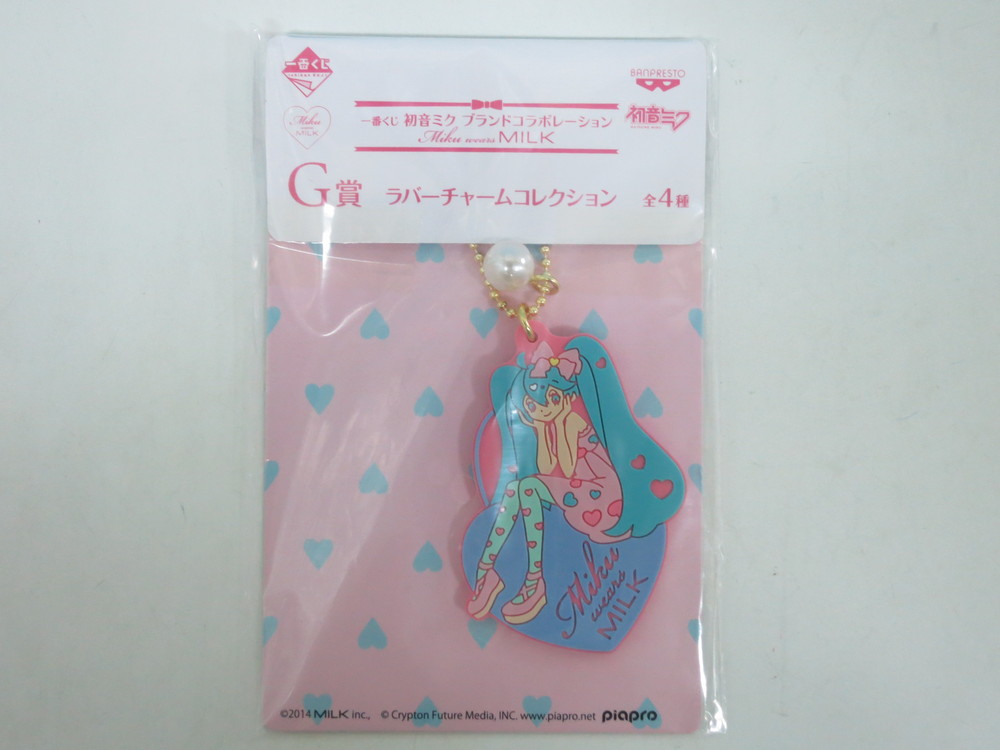 一番くじ
BANPRESTO
Miku
wears
MILK
一番くじ 初音ミク ブランドコラボレーション
Miku wears MILK
初音ミク
G賞 ラバーチャームコレクション 全4種
Miku
wears
MILK
©2014 MILK inc。 © Crypton Future Media, INC. www.piapro.net piapro